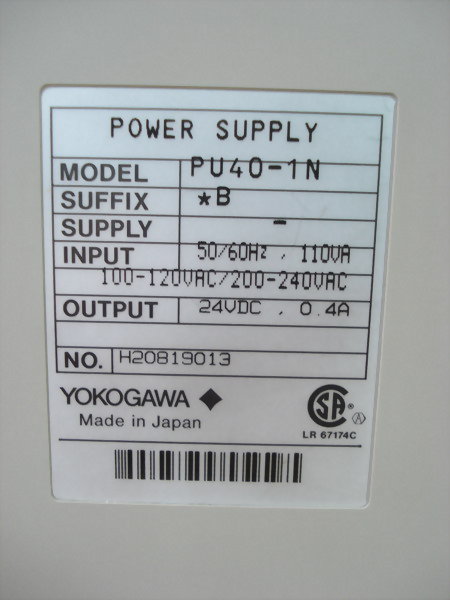 POWER SUPPLY
MODEL PU40-1N
SUFFIX *B
SUPPLY -
INPUT 50/60Hz , 110VA
100-120VAC/200-240VAC
OUTPUT 24VDC , 0.4A
NO. H20819013
YOKOGAWA
Made in Japan
SA A
LR 67174C